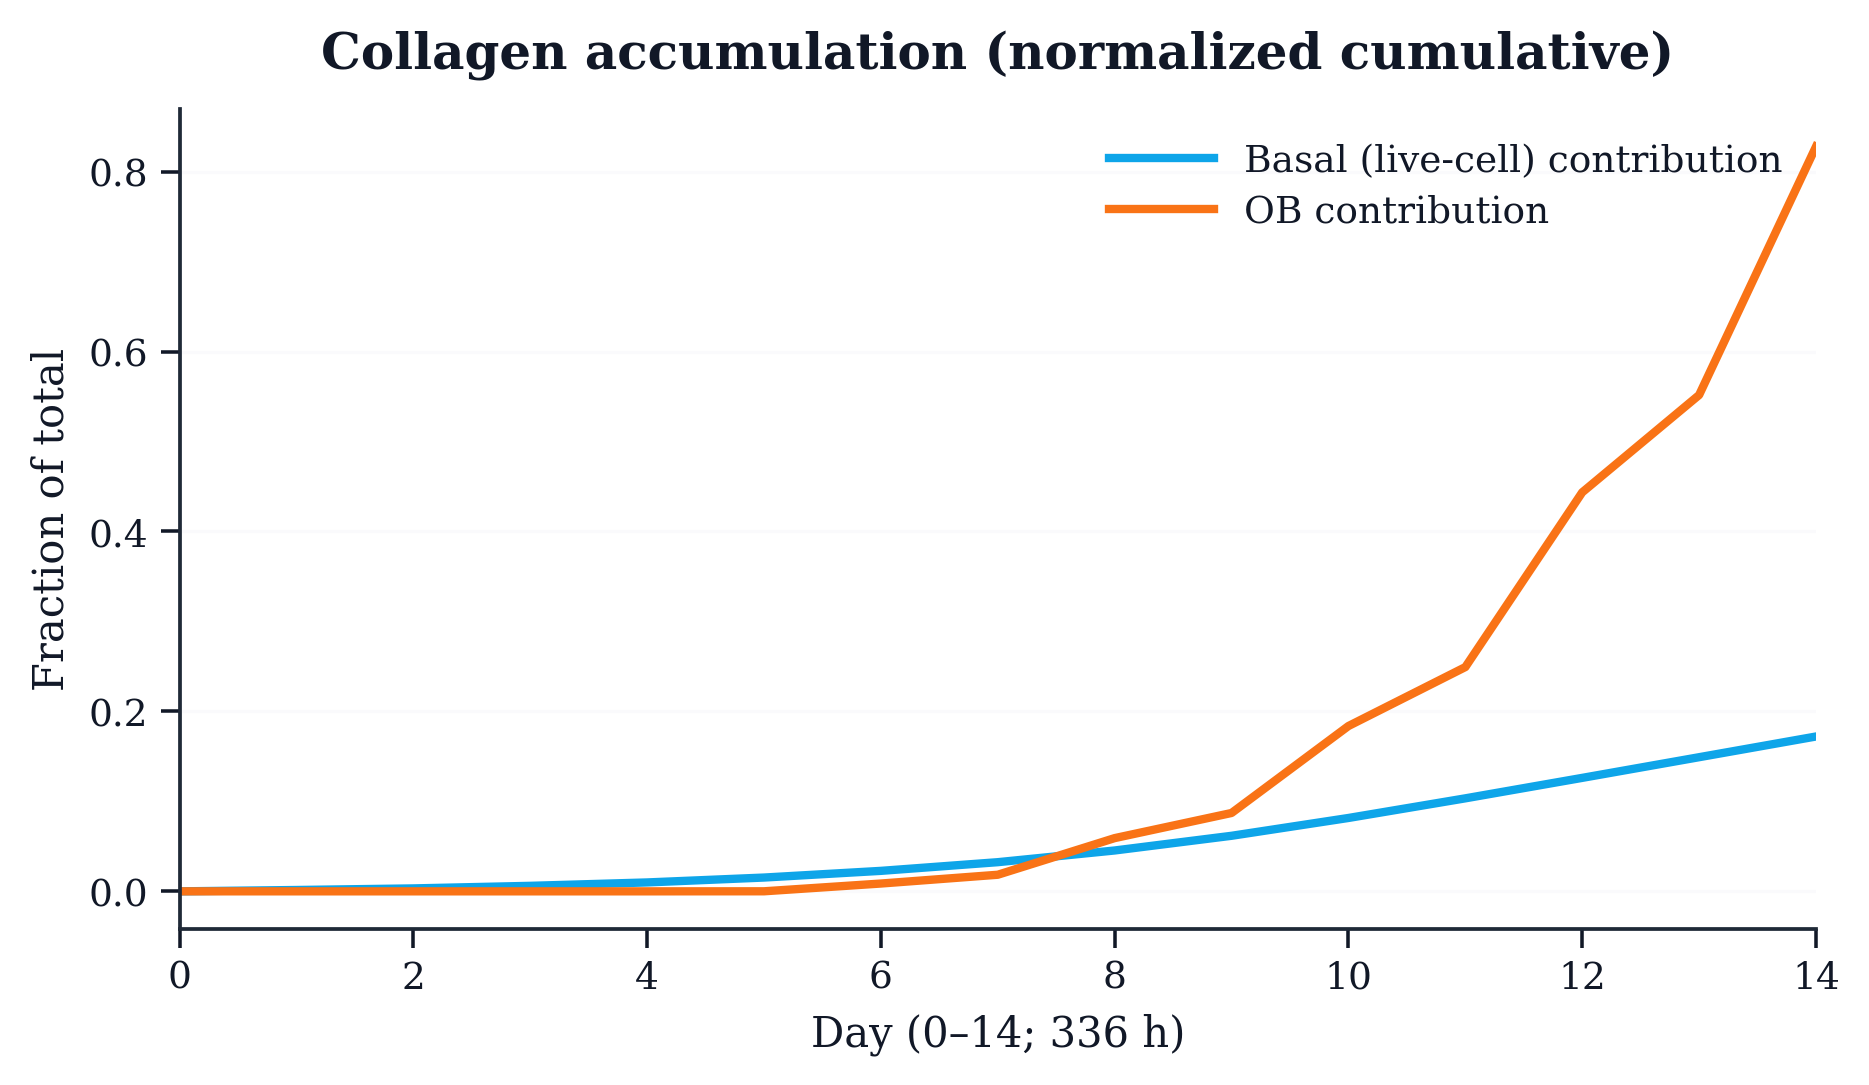 Collagen accumulation (normalized cumulative)
Basal (live-cell) contribution
OB contribution
Fraction of total
0.8
0.6
0.4
0.2
0.0
0 2 4 6 8 10 12 14
Day (0–14; 336 h)